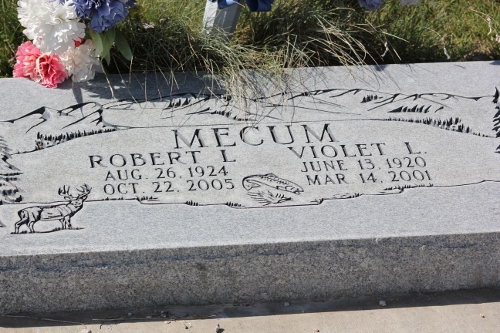 MECUM
ROBERT L. VIOLET L.
AUG. 26, 1924 JUNE 13, 1920
OCT. 22, 2005 MAR 14, 2001